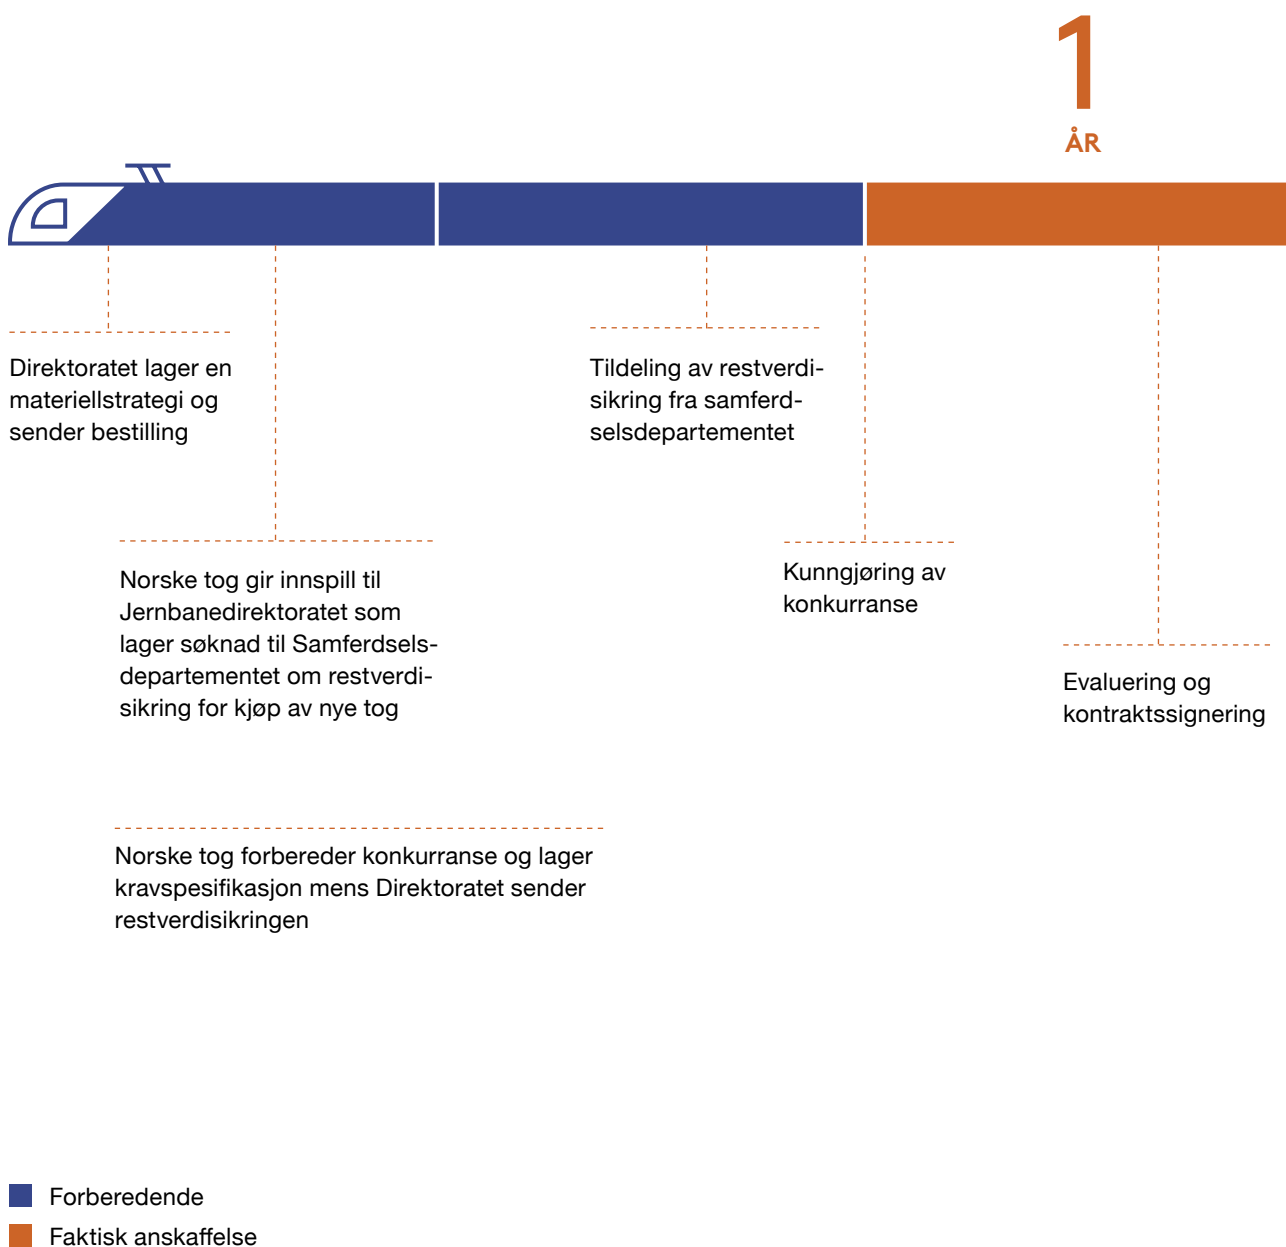 1
ÅR
Direktoratet lager en
materiellstrategi og
sender bestilling
Tildeling av restverdi-
sikring fra samferd-
selsdepartementet
Norske tog gir innspill til
Jernbanedirektoratet som
lager søknad til Samferdsels-
departementet om restverdi-
sikring for kjøp av nye tog
Kunngjøring av
konkurranse
Evaluering og
kontraktssignering
Norske tog forbereder konkurranse og lager
kravspesifikasjon mens Direktoratet sender
restverdisikringen
Forberedende
Faktisk anskaffelse